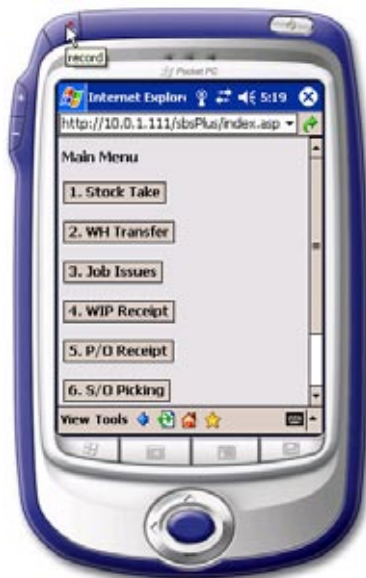 record
Pocket PC
Internet Explore 5:19
http://10.0.1.111/sbsPlus/index.asp
Main Menu
1. Stock Take
2. WH Transfer
3. Job Issues
4. WIP Receipt
5. P/O Receipt
6. S/O Picking
View Tools